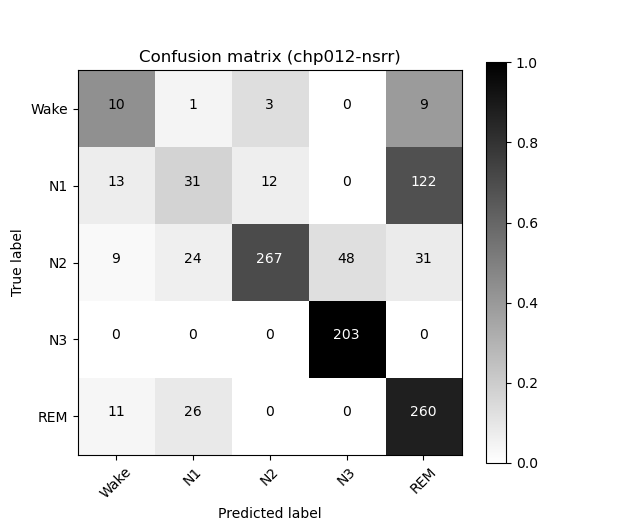 Confusion matrix (chp012-nsrr)
Wake 10 1 3 0 9
N1 13 31 12 0 122
N2 9 24 267 48 31
N3 0 0 0 203 0
REM 11 26 0 0 260
Wake N1 N2 N3 REM
Predicted label
True label
1.0
0.8
0.6
0.4
0.2
0.0